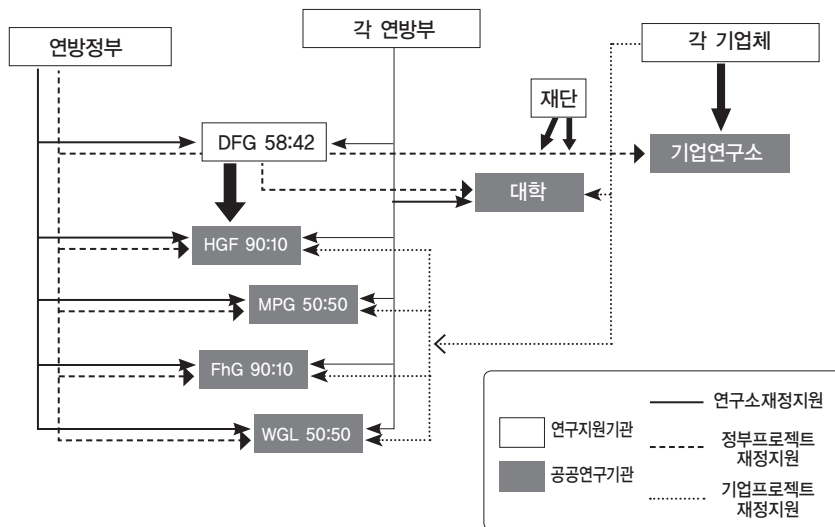 각 연방부
연방정부
각 기업체
재단
DFG 58:42
기업연구소
대학
HGF 90:10
MPG 50:50
FhG 90:10
WGL 50:50
연구지원기관
공공연구기관
연구소재정지원
정부프로젝트
재정지원
기업프로젝트
재정지원